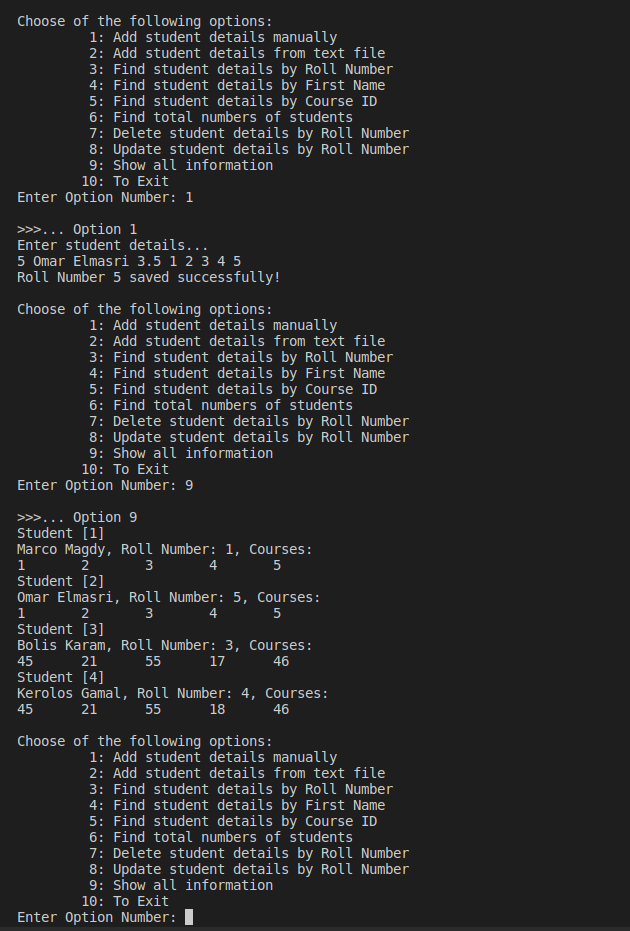 Choose of the following options:
1: Add student details manually
2: Add student details from text file
3: Find student details by Roll Number
4: Find student details by First Name
5: Find student details by Course ID
6: Find total numbers of students
7: Delete student details by Roll Number
8: Update student details by Roll Number
9: Show all information
10: To Exit
Enter Option Number: 1
>>>... Option 1
Enter student details...
5 Omar Elmasri 3.5 1 2 3 4 5
Roll Number 5 saved successfully!
Choose of the following options:
1: Add student details manually
2: Add student details from text file
3: Find student details by Roll Number
4: Find student details by First Name
5: Find student details by Course ID
6: Find total numbers of students
7: Delete student details by Roll Number
8: Update student details by Roll Number
9: Show all information
10: To Exit
Enter Option Number: 9
>>>... Option 9
Student [1]
Marco Magdy, Roll Number: 1, Courses:
1 2 3 4 5
Student [2]
Omar Elmasri, Roll Number: 5, Courses:
1 2 3 4 5
Student [3]
Bolis Karam, Roll Number: 3, Courses:
45 21 55 17 46
Student [4]
Kerolos Gamal, Roll Number: 4, Courses:
45 21 55 18 46
Choose of the following options:
1: Add student details manually
2: Add student details from text file
3: Find student details by Roll Number
4: Find student details by First Name
5: Find student details by Course ID
6: Find total numbers of students
7: Delete student details by Roll Number
8: Update student details by Roll Number
9: Show all information
10: To Exit
Enter Option Number: